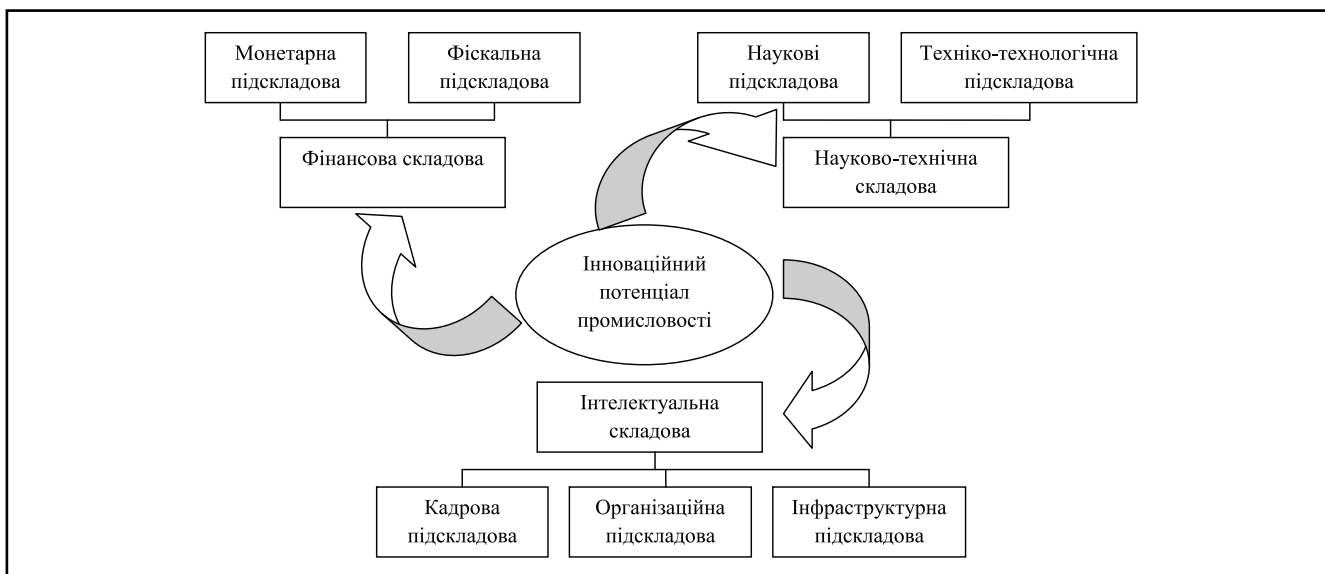 Монетарна
підскладова
Фіскальна
підскладова
Наукові
підскладова
Техніко-технологічна
підскладова
Фінансова складова
Науково-технічна
складова
Інноваційний
потенціал
промисловості
Інтелектуальна
складова
Кадрова
підскладова
Організаційна
підскладова
Інфраструктурна
підскладова